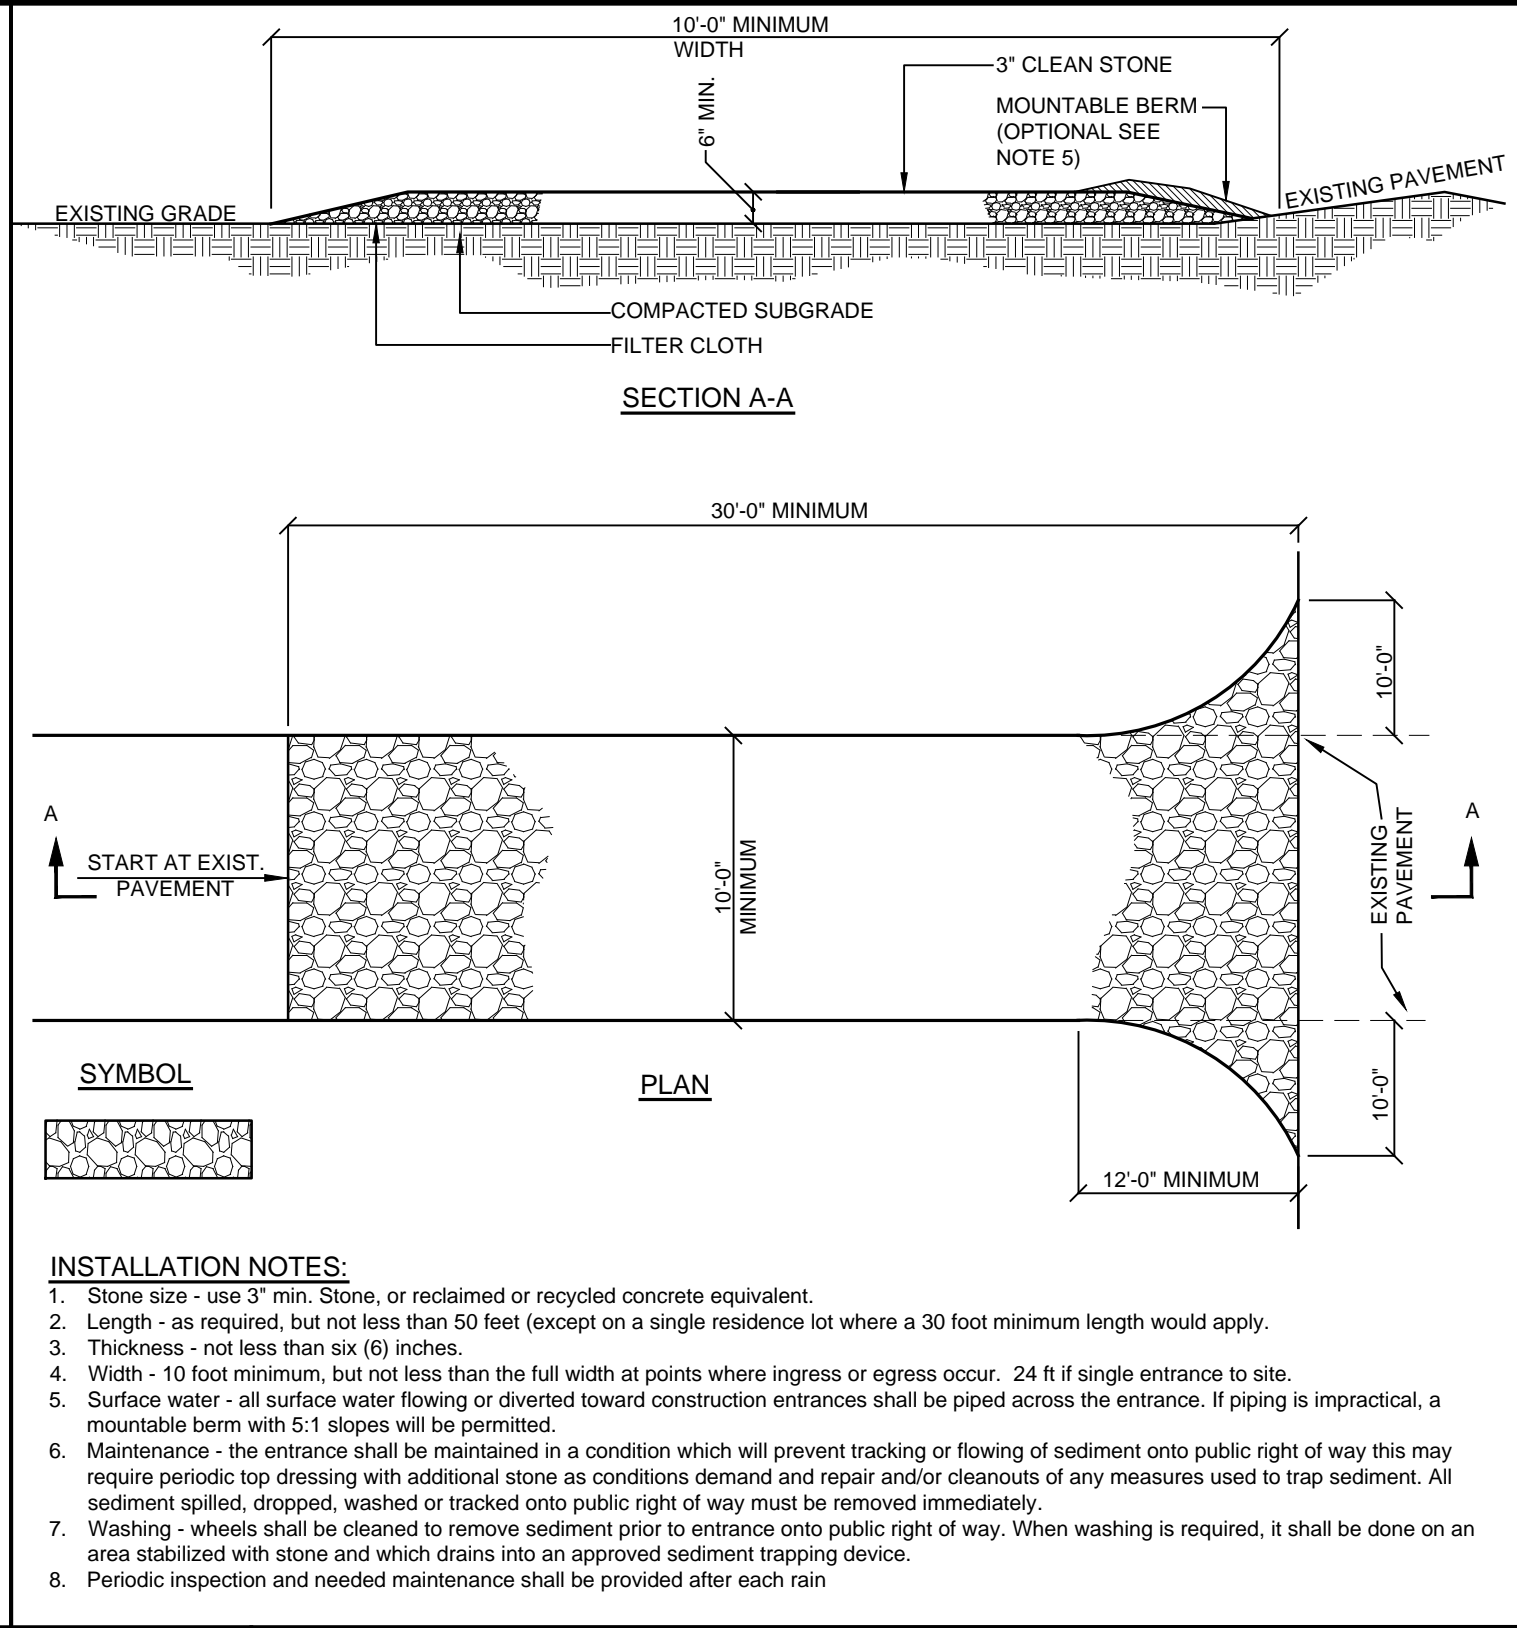 10'-0" MINIMUM
WIDTH
6" MIN.
3" CLEAN STONE
MOUNTABLE BERM
(OPTIONAL SEE
NOTE 5)
EXISTING GRADE
EXISTING PAVEMENT
COMPACTED SUBGRADE
FILTER CLOTH
SECTION A-A
30'-0" MINIMUM
10'-0"
A
START AT EXIST.
PAVEMENT
10'-0"
MINIMUM
EXISTING
PAVEMENT
A
10'-0"
12'-0" MINIMUM
SYMBOL
PLAN
INSTALLATION NOTES:
1. Stone size - use 3" min. Stone, or reclaimed or recycled concrete equivalent.
2. Length - as required, but not less than 50 feet (except on a single residence lot where a 30 foot minimum length would apply.
3. Thickness - not less than six (6) inches.
4. Width - 10 foot minimum, but not less than the full width at points where ingress or egress occur. 24 ft if single entrance to site.
5. Surface water - all surface water flowing or diverted toward construction entrances shall be piped across the entrance. If piping is impractical, a
mountable berm with 5:1 slopes will be permitted.
6. Maintenance - the entrance shall be maintained in a condition which will prevent tracking or flowing of sediment onto public right of way this may
require periodic top dressing with additional stone as conditions demand and repair and/or cleanouts of any measures used to trap sediment. All
sediment spilled, dropped, washed or tracked onto public right of way must be removed immediately.
7. Washing - wheels shall be cleaned to remove sediment prior to entrance onto public right of way. When washing is required, it shall be done on an
area stabilized with stone and which drains into an approved sediment trapping device.
8. Periodic inspection and needed maintenance shall be provided after each rain